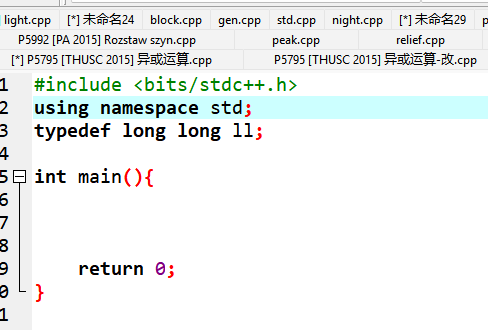 light.cpp [*] 未命名24 block.cpp gen.cpp std.cpp night.cpp [*] 未命名29
P5992 [PA 2015] Rozstaw szyn.cpp peak.cpp relief.cpp
[*] P5795 [THUSC 2015] 异或运算.cpp P5795 [THUSC 2015] 异或运算-改.cpp
1 #include <bits/stdc++.h>
2 using namespace std;
3 typedef long long ll;
4
5 int main(){
6
7
8
9 return 0;
0 }
1